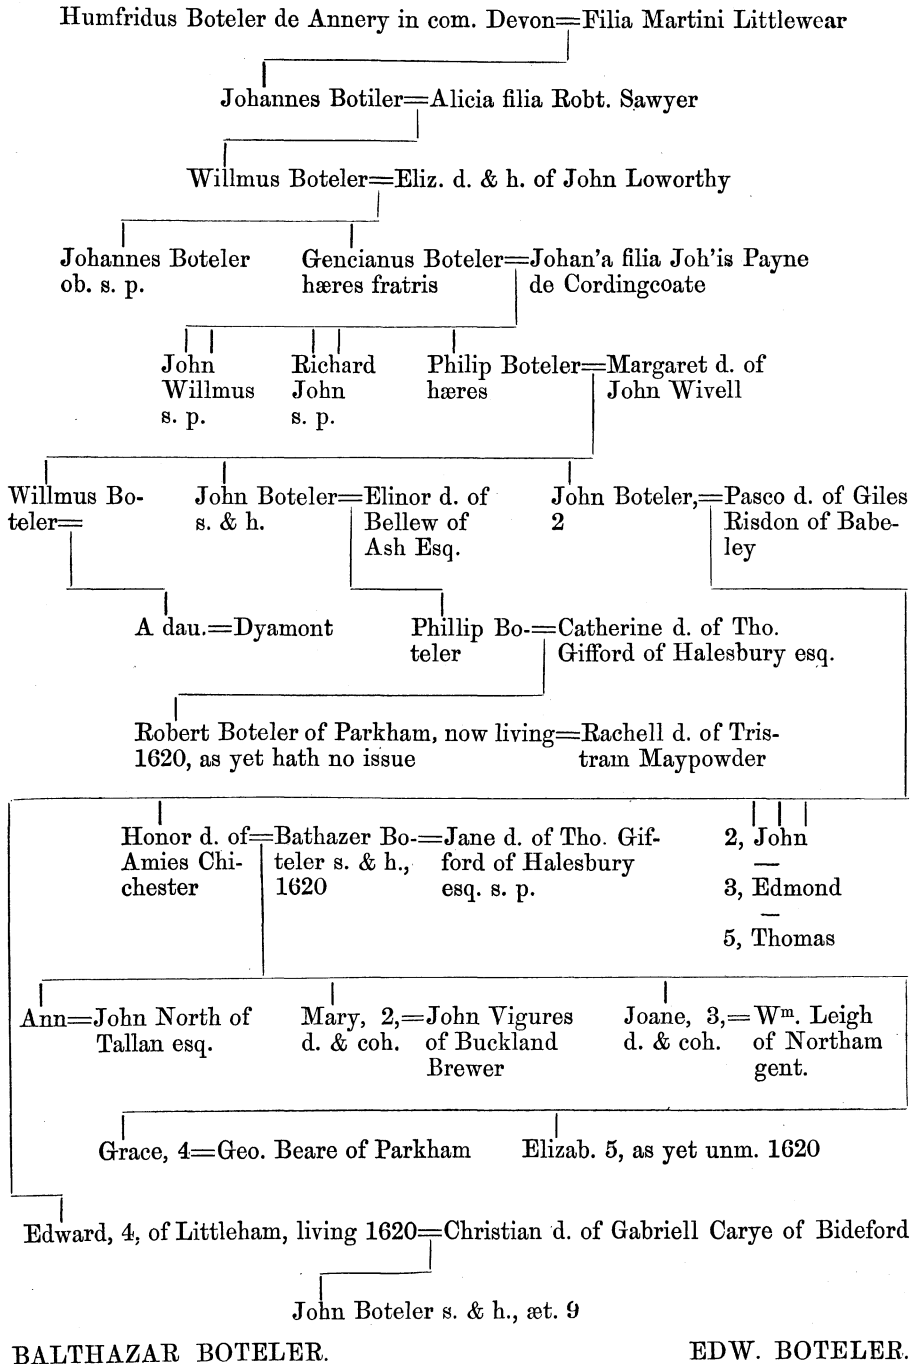 Humfridus Boteler de Annery in com. Devon=Filia Martini Littlewear
Johannes Botiler=Alicia filia Robt. Sawyer
Willmus Boteler=Eliz. d. & h. of John Loworthy
Johannes Boteler
ob. s. p.
Gencianus Boteler=Johan'a filia Joh'is Payne
hæres fratris
de Cordingcoate
John
Willmus
s. p.
Richard
John
s. p.
Philip Boteler=Margaret d. of
hæres
John Wivell
Willmus Bo-
teler=
John Boteler=Elinor d. of
s. & h.
Bellew of
Ash Esq.
John Boteler,=Pasco d. of Giles
2
Risdon of Babe-
ley
A dau.=Dyamont
Phillip Bo-=Catherine d. of Tho.
teler
Gifford of Halesbury esq.
Robert Boteler of Parkham, now living=Rachell d. of Tris-
1620, as yet hath no issue
tram Maypowder
Honor d. of=Bathazer Bo-=Jane d. of Tho. Gif-
Amies Chi-
teler s. & h.,
ford of Halesbury
chester
1620
esq. s. p.
2, John
—
3, Edmond
—
5, Thomas
Ann=John North of
Tallan esq.
Mary, 2,=John Vigures
d. & coh.
of Buckland
Brewer
Joane, 3,=Wm. Leigh
d. & coh.
of Northam
gent.
Grace, 4=Geo. Beare of Parkham
Elizab. 5, as yet unm. 1620
Edward, 4, of Littleham, living 1620=Christian d. of Gabriell Carye of Bideford
John Boteler s. & h., æt. 9
BALTHAZAR BOTELER.
EDW. BOTELER.